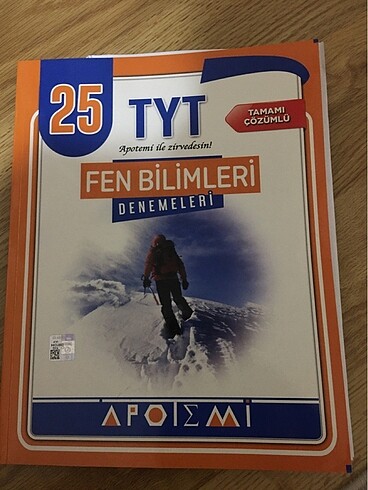 25
TYT
TAMAMI
ÇÖZÜMLÜ
Apotemi ile zirvedesin!
FEN BİLİMLERİ
DENEMELERİ
APOTEMİ